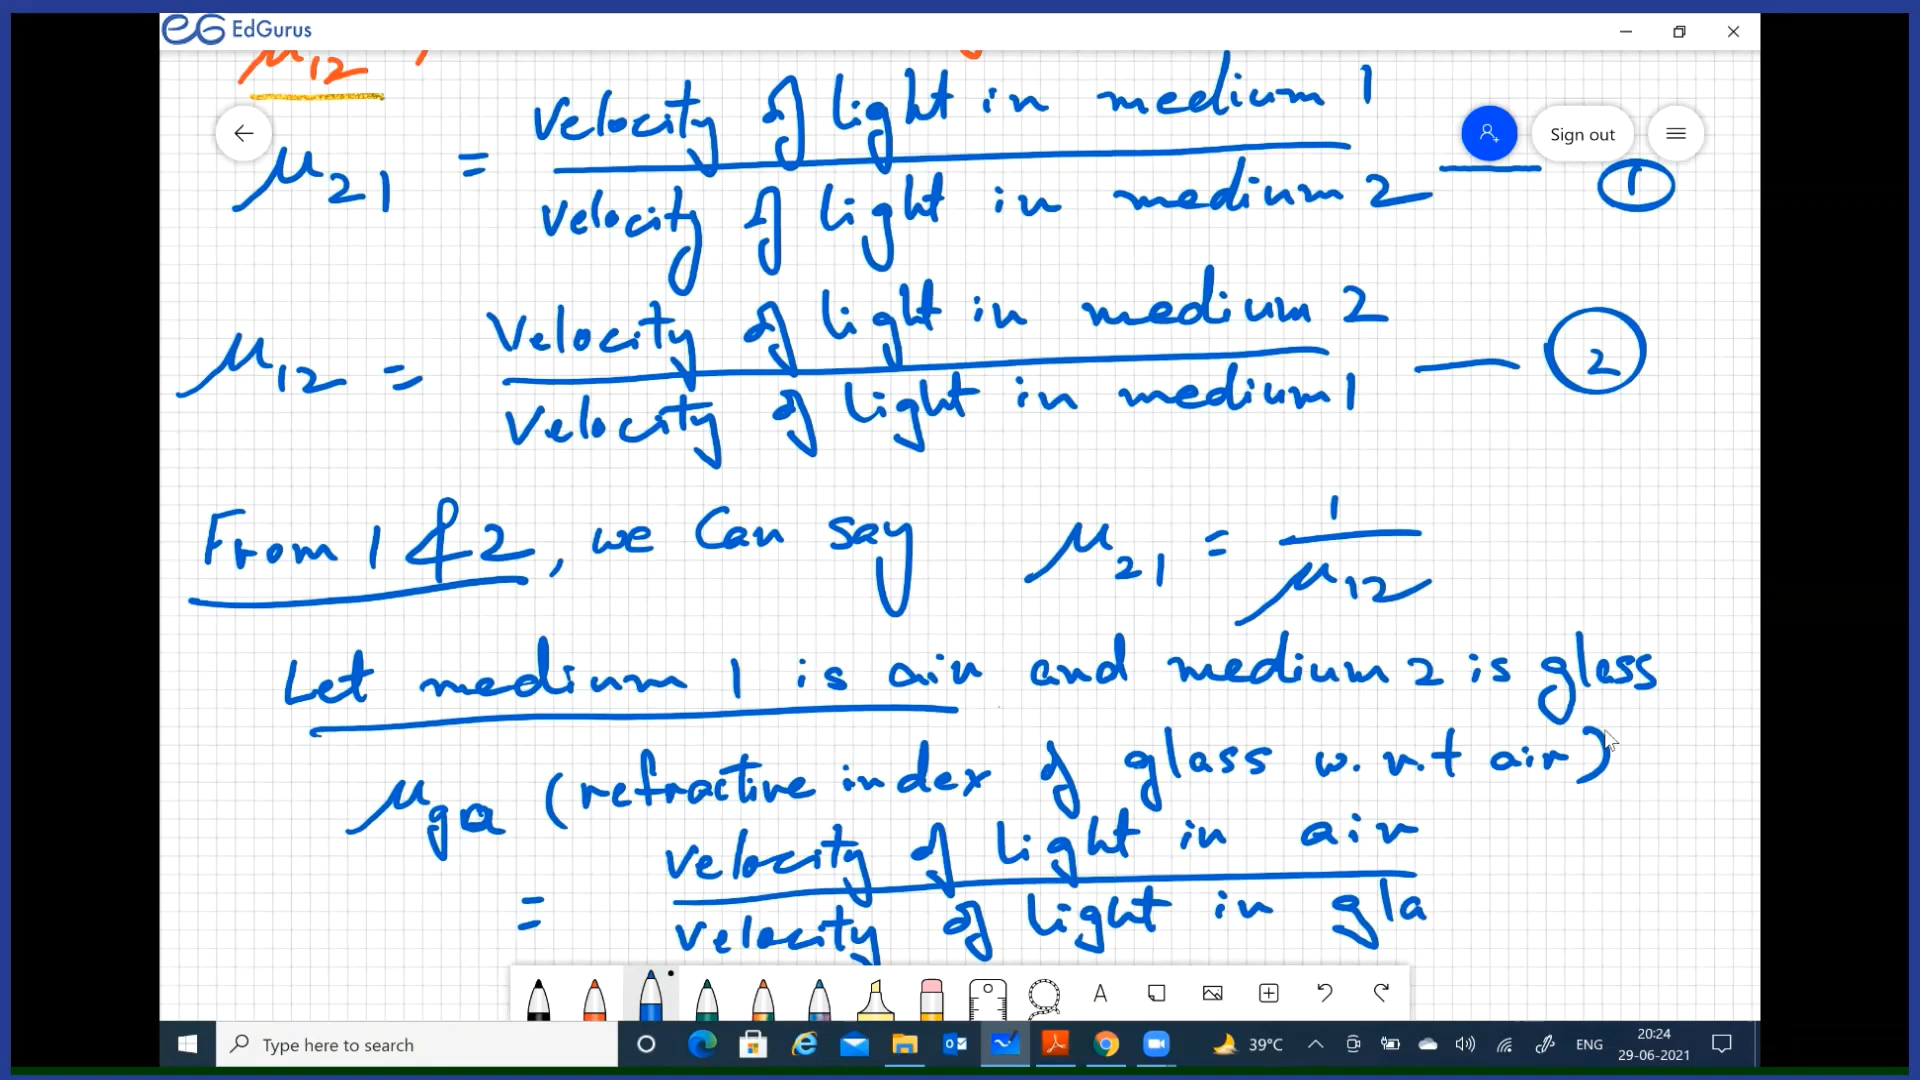 EdGurus
μ12
μ21 = Velocity of light in medium 1 / Velocity of light in medium 2 — 1
Sign out
μ12 = Velocity of light in medium 2 / Velocity of light in medium 1 — 2
From 1 & 2, we can say μ21 = 1 / μ12
Let medium 1 is air and medium 2 is glass
μga (refractive index of glass w.r.t air)
= velocity of light in air / velocity of light in gla
A
Type here to search
39°C
ENG
20:24
29-06-2021